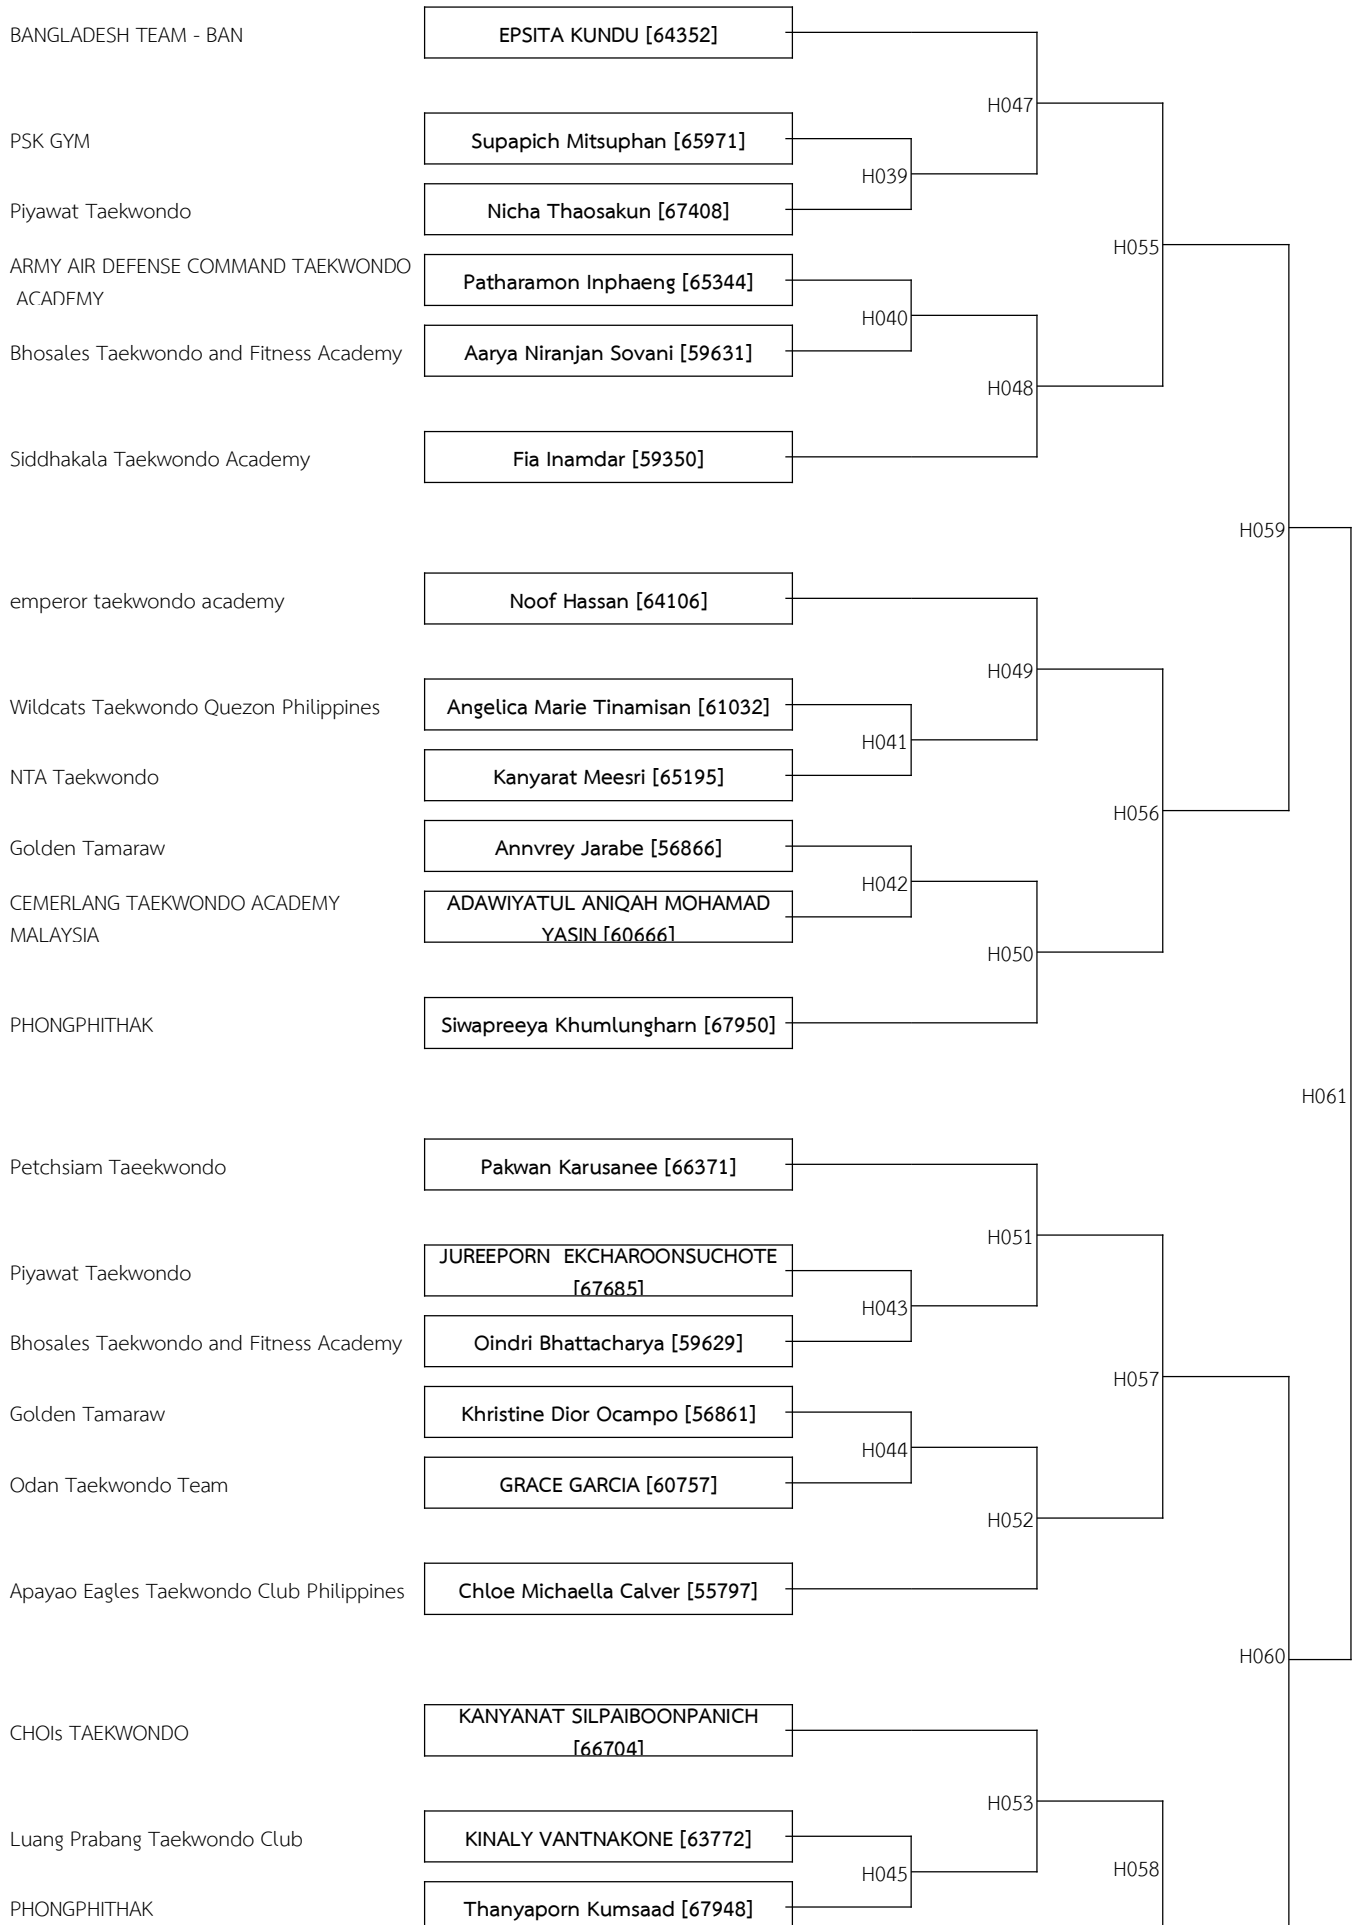 BANGLADESH TEAM - BAN
EPSITA KUNDU [64352]
H047
PSK GYM
Supapich Mitsuphan [65971]
H039
Piyawat Taekwondo
Nicha Thaosakun [67408]
H055
ARMY AIR DEFENSE COMMAND TAEKWONDO
ACADEMY
Patharamon Inphaeng [65344]
H040
Bhosales Taekwondo and Fitness Academy
Aarya Niranjan Sovani [59631]
H048
Siddhakala Taekwondo Academy
Fia Inamdar [59350]
H059
emperor taekwondo academy
Noof Hassan [64106]
H049
Wildcats Taekwondo Quezon Philippines
Angelica Marie Tinamisan [61032]
H041
NTA Taekwondo
Kanyarat Meesri [65195]
H056
Golden Tamaraw
Annvrey Jarabe [56866]
H042
CEMERLANG TAEKWONDO ACADEMY
MALAYSIA
ADAWIYATUL ANIQAH MOHAMAD
YASIN [60666]
H050
PHONGPHITHAK
Siwapreeya Khumlungharn [67950]
H061
Petchsiam Taeekwondo
Pakwan Karusanee [66371]
H051
Piyawat Taekwondo
JUREEPORN  EKCHAROONSUCHOTE
[67685]
H043
Bhosales Taekwondo and Fitness Academy
Oindri Bhattacharya [59629]
H057
Golden Tamaraw
Khristine Dior Ocampo [56861]
H044
Odan Taekwondo Team
GRACE GARCIA [60757]
H052
Apayao Eagles Taekwondo Club Philippines
Chloe Michaella Calver [55797]
H060
CHOIs TAEKWONDO
KANYANAT SILPAIBOONPANICH
[66704]
H053
Luang Prabang Taekwondo Club
KINALY VANTNAKONE [63772]
H045
H058
PHONGPHITHAK
Thanyaporn Kumsaad [67948]